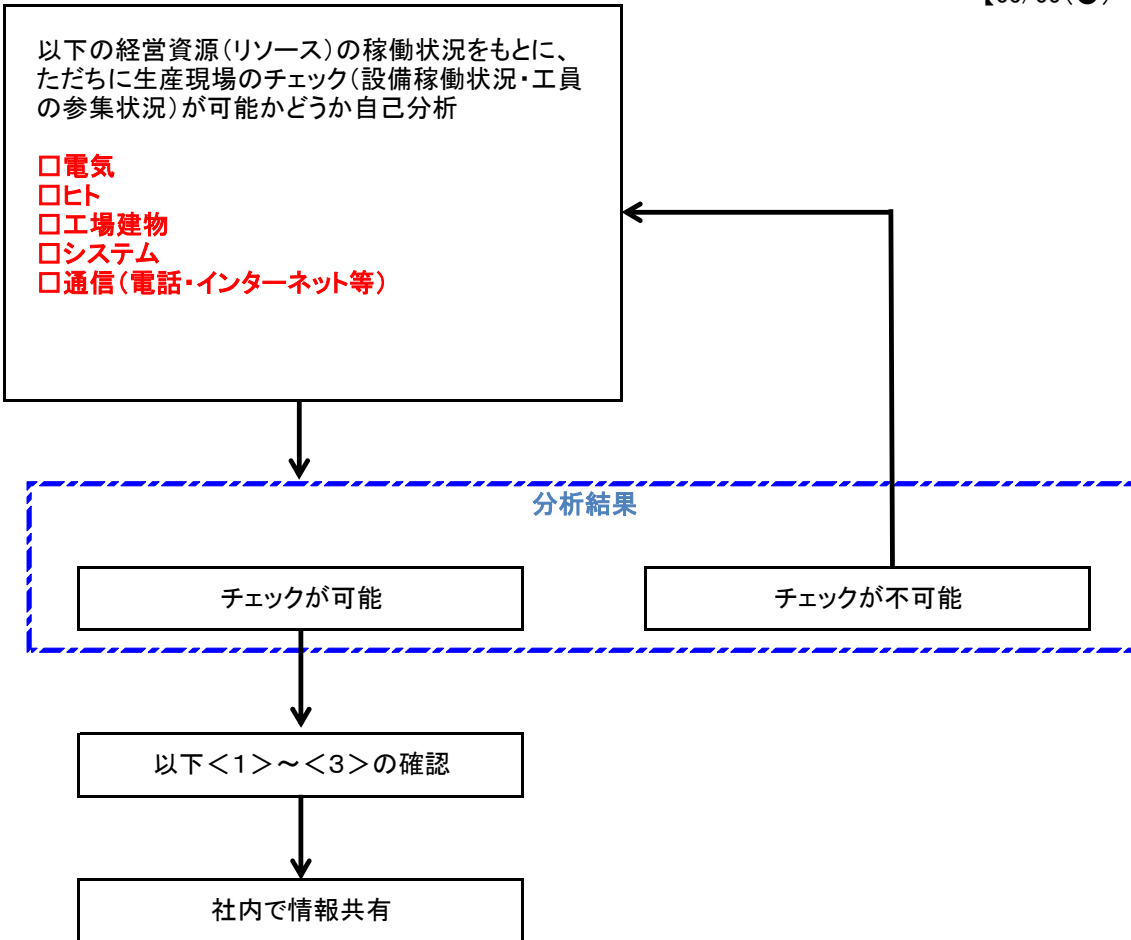 以下の経営資源（リソース）の稼働状況をもとに、
ただちに生産現場のチェック（設備稼働状況・工員
の参集状況）が可能かどうか自己分析
□電気
□ヒト
□工場建物
□システム
□通信（電話・インターネット等）
分析結果
チェックが可能
チェックが不可能
以下＜１＞～＜３＞の確認
社内で情報共有